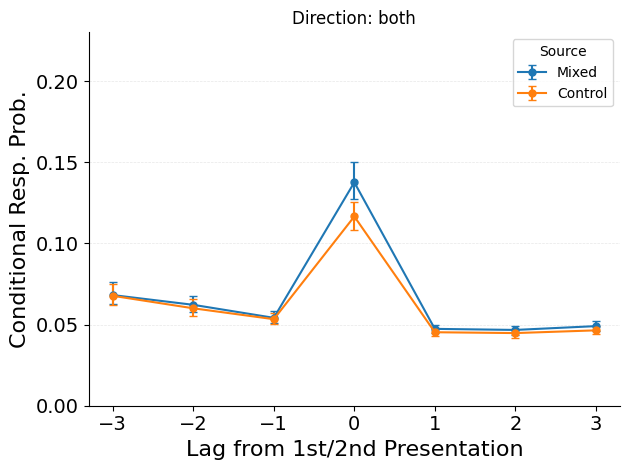 Direction: both
Source
Mixed
Control
Conditional Resp. Prob.
0.20
0.15
0.10
0.05
0.00
−3 −2 −1 0 1 2 3
Lag from 1st/2nd Presentation